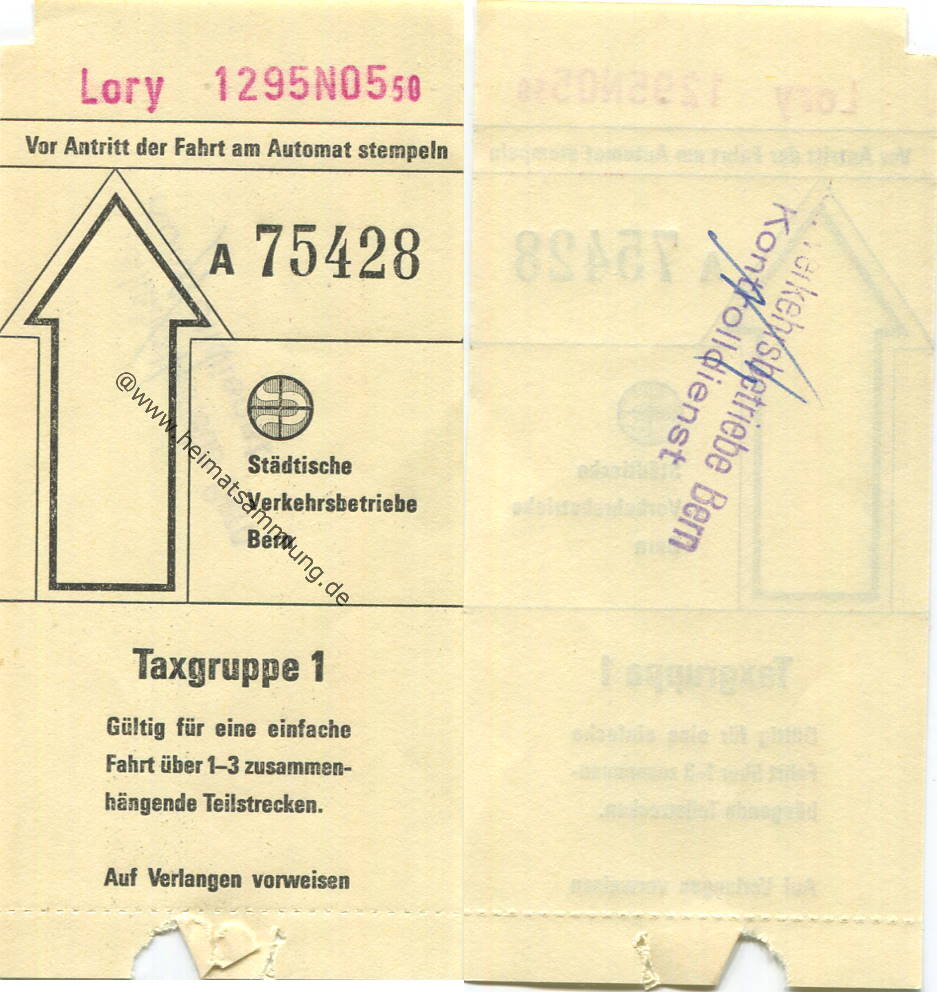 Lory 1295N0550
Vor Antritt der Fahrt am Automat stempeln
A 75428
@www.heimatsammlung.de
Städtische
Verkehrsbetriebe
Bern
Taxgruppe 1
Gültig für eine einfache
Fahrt über 1–3 zusammen-
hängende Teilstrecken.
Auf Verlangen vorweisen
Verkehrsbetriebe Bern
Kontrolldienst